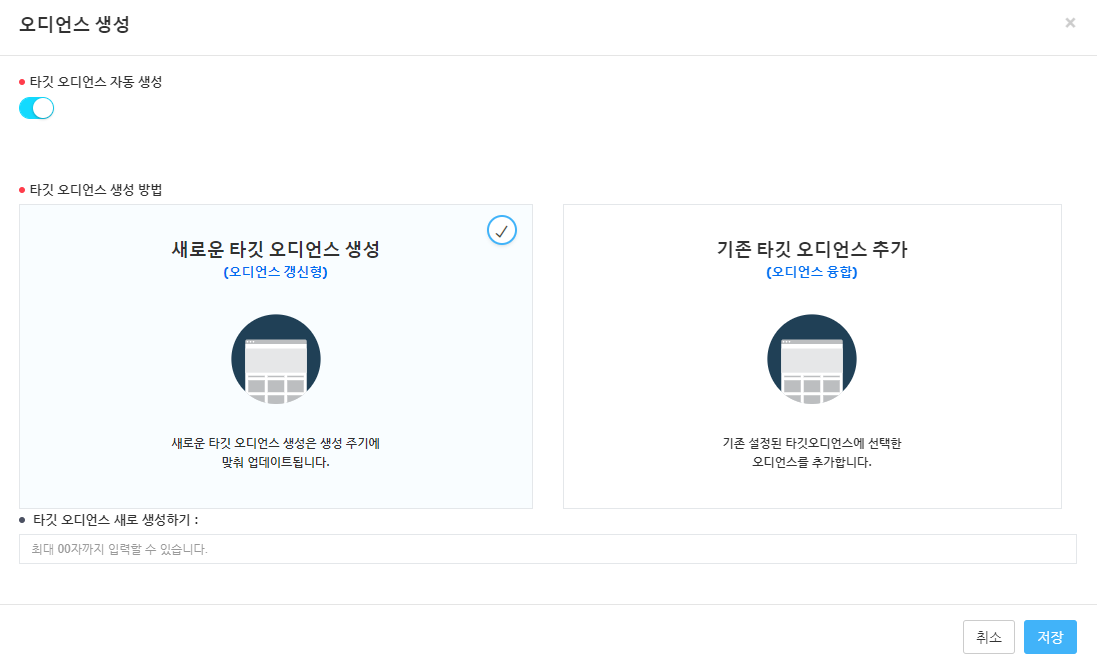 오디언스 생성
타깃 오디언스 자동 생성
타깃 오디언스 생성 방법
새로운 타깃 오디언스 생성
(오디언스 갱신형)
새로운 타깃 오디언스 생성은 생성 주기에
맞춰 업데이트됩니다.
기존 타깃 오디언스 추가
(오디언스 융합)
기존 설정된 타깃오디언스에 선택한
오디언스를 추가합니다.
타깃 오디언스 새로 생성하기 :
최대 00자까지 입력할 수 있습니다.
취소 저장